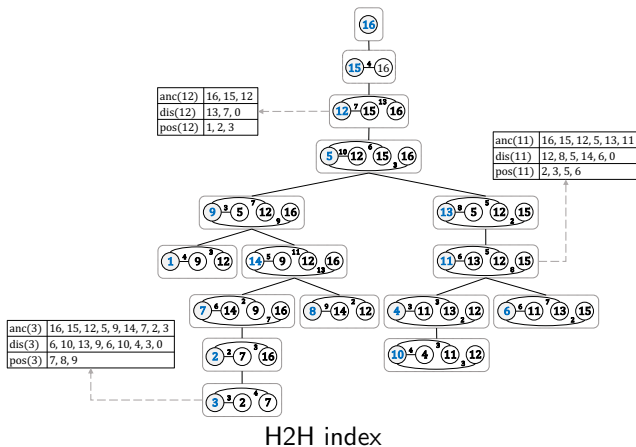 16
15 4 16
anc(12) 16, 15, 12
dis(12) 13, 7, 0
pos(12) 1, 2, 3
12 7 15 13 16
5 10 12 6 15 3 16
anc(11) 16, 15, 12, 5, 13, 11
dis(11) 12, 8, 5, 14, 6, 0
pos(11) 2, 3, 5, 6
9 3 5 7 12 9 16
13 8 5 5 12 2 15
1 4 9 3 12
14 5 9 11 12 13 16
11 6 13 5 12 8 15
7 6 14 2 9 7 16
8 9 14 2 12
4 3 11 3 13 2 12
6 6 11 7 13 2 15
anc(3) 16, 15, 12, 5, 9, 14, 7, 2, 3
dis(3) 6, 10, 13, 9, 6, 10, 4, 3, 0
pos(3) 7, 8, 9
2 2 7 3 16
10 4 4 3 11 3 12
3 3 2 4 7
H2H index